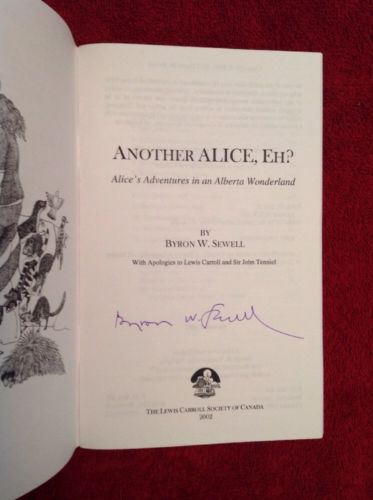 ANOTHER ALICE, EH?
Alice's Adventures in an Alberta Wonderland
BY
BYRON W. SEWELL
With Apologies to Lewis Carroll and Sir John Tenniel
Byron W. Sewell
THE LEWIS CARROLL SOCIETY OF CANADA
2002